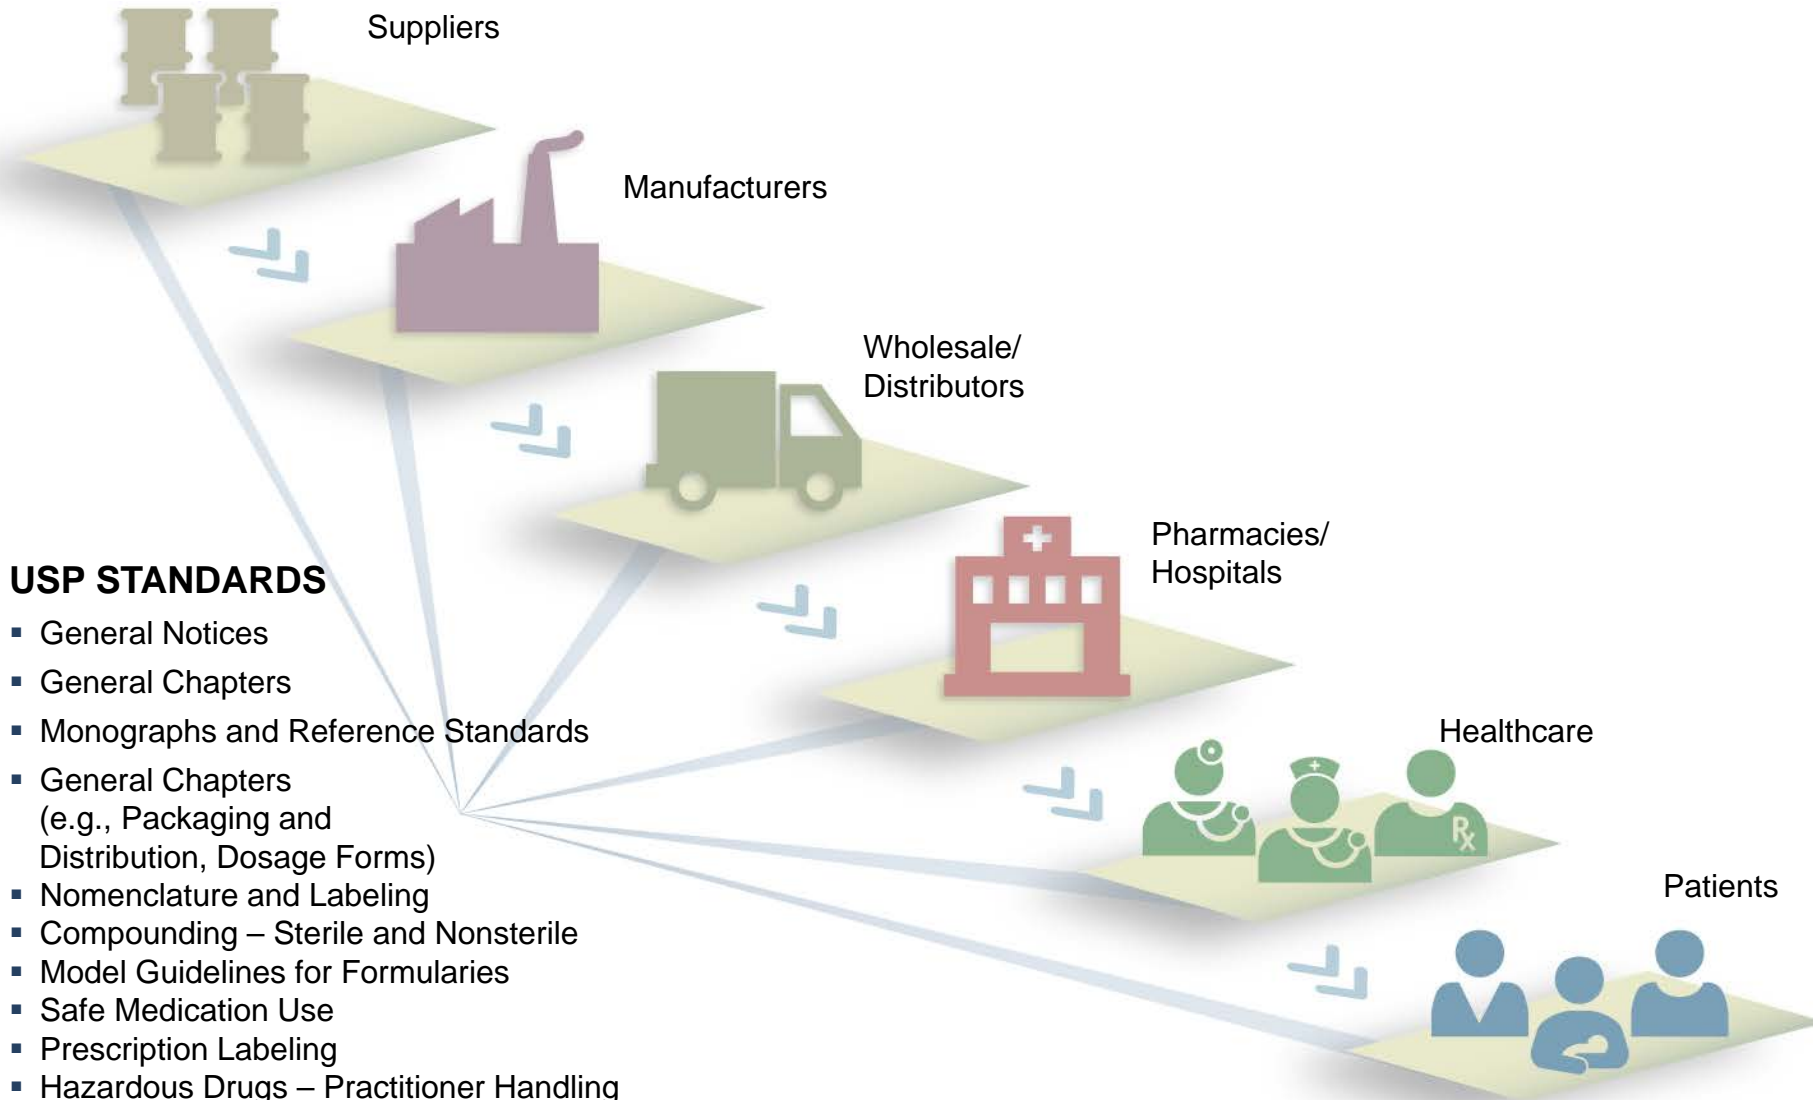 Suppliers
Manufacturers
Wholesale/
Distributors
Pharmacies/
Hospitals
Healthcare
Rx
Patients
USP STANDARDS
▪ General Notices
▪ General Chapters
▪ Monographs and Reference Standards
▪ General Chapters
(e.g., Packaging and
Distribution, Dosage Forms)
▪ Nomenclature and Labeling
▪ Compounding – Sterile and Nonsterile
▪ Model Guidelines for Formularies
▪ Safe Medication Use
▪ Prescription Labeling
▪ Hazardous Drugs – Practitioner Handling